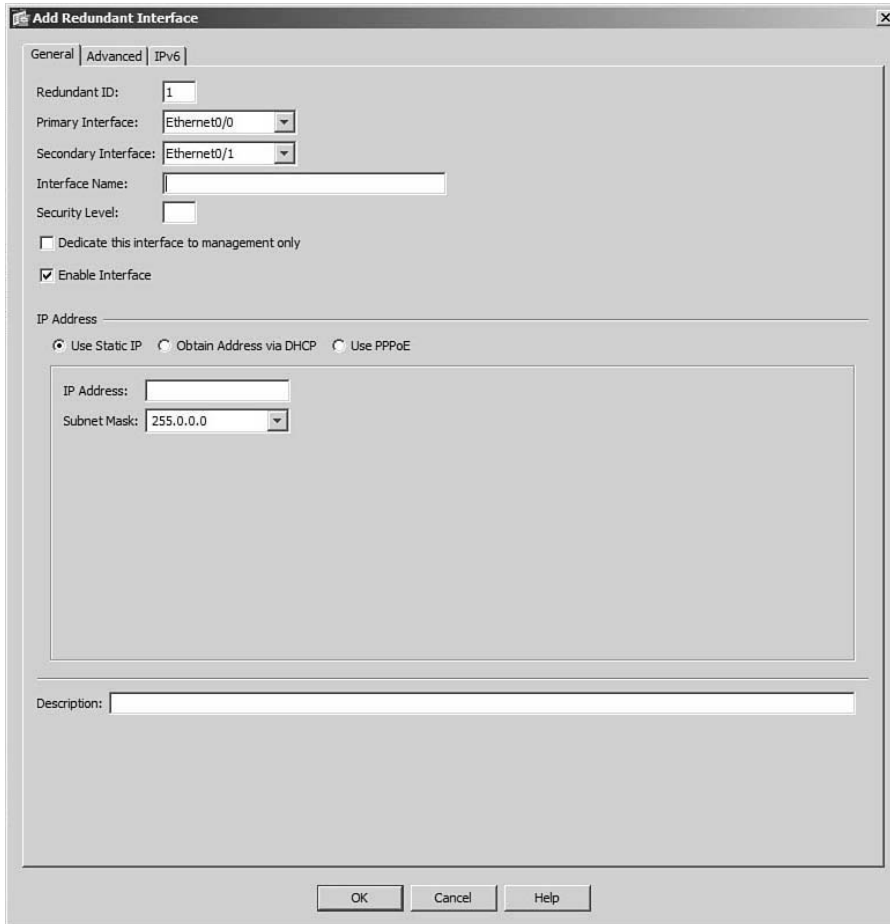 Add Redundant Interface
General Advanced IPv6
Redundant ID: 1
Primary Interface: Ethernet0/0
Secondary Interface: Ethernet0/1
Interface Name:
Security Level:
Dedicate this interface to management only
Enable Interface
IP Address
Use Static IP Obtain Address via DHCP Use PPPoE
IP Address:
Subnet Mask: 255.0.0.0
Description:
OK Cancel Help